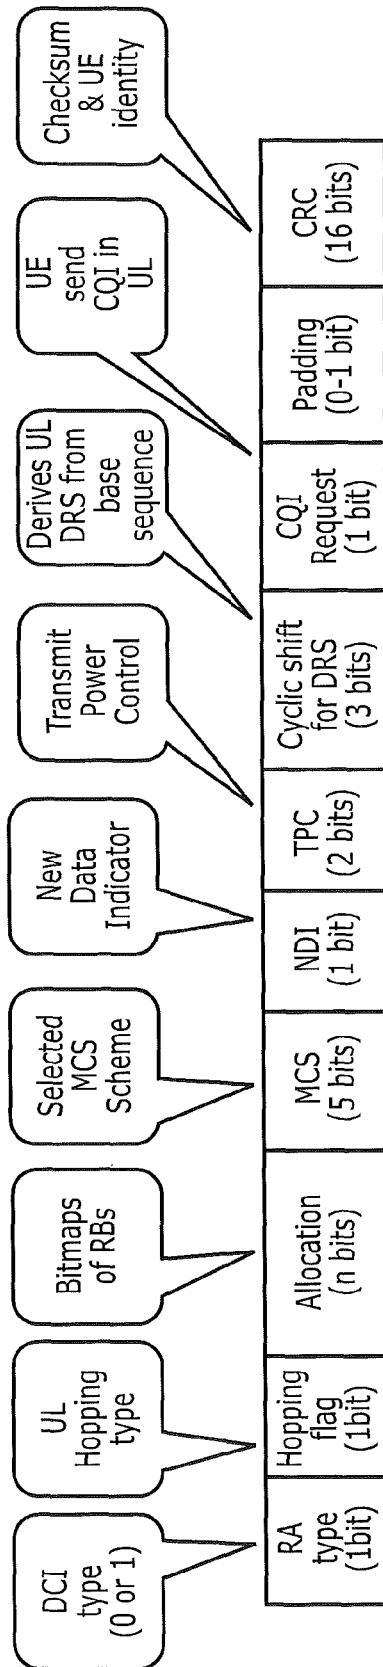 DCI
type
(0 or 1)
UL
Hopping
type
Bitmaps
of RBs
Selected
MCS
Scheme
New
Data
Indicator
Transmit
Power
Control
Derives UL
DRS from
base
sequence
UE
send
CQI in
UL
Checksum
& UE
identity
RA
type
(1bit)
Hopping
flag
(1bit)
Allocation
(n bits)
MCS
(5 bits)
NDI
(1 bit)
TPC
(2 bits)
Cyclic shift
for DRS
(3 bits)
CQI
Request
(1 bit)
Padding
(0-1 bit)
CRC
(16 bits)